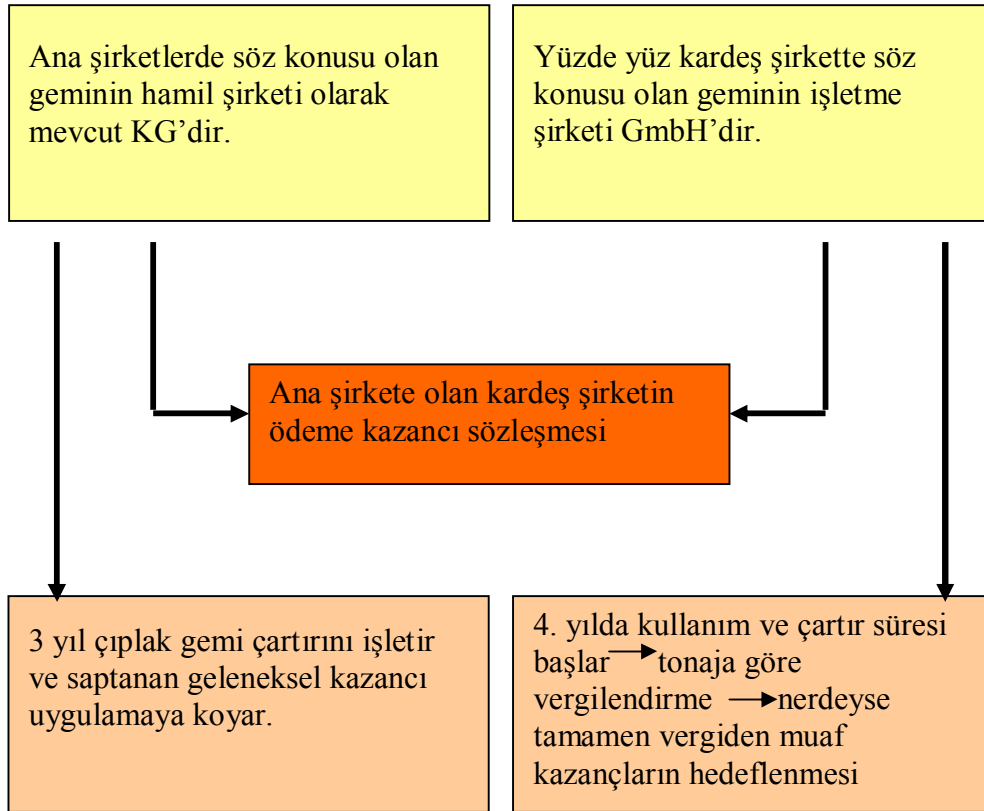 Ana şirketlerde söz konusu olan
geminin hamil şirketi olarak
mevcut KG’dir.
Yüzde yüz kardeş şirkette söz
konusu olan geminin işletme
şirketi GmbH’dir.
Ana şirkete olan kardeş şirketin
ödeme kazancı sözleşmesi
3 yıl çıplak gemi çartırını işletir
ve saptanan geleneksel kazancı
uygulamaya koyar.
4. yılda kullanım ve çartır süresi
başlar → tonaja göre
vergilendirme → nerdeyse
tamamen vergiden muaf
kazançların hedeflenmesi